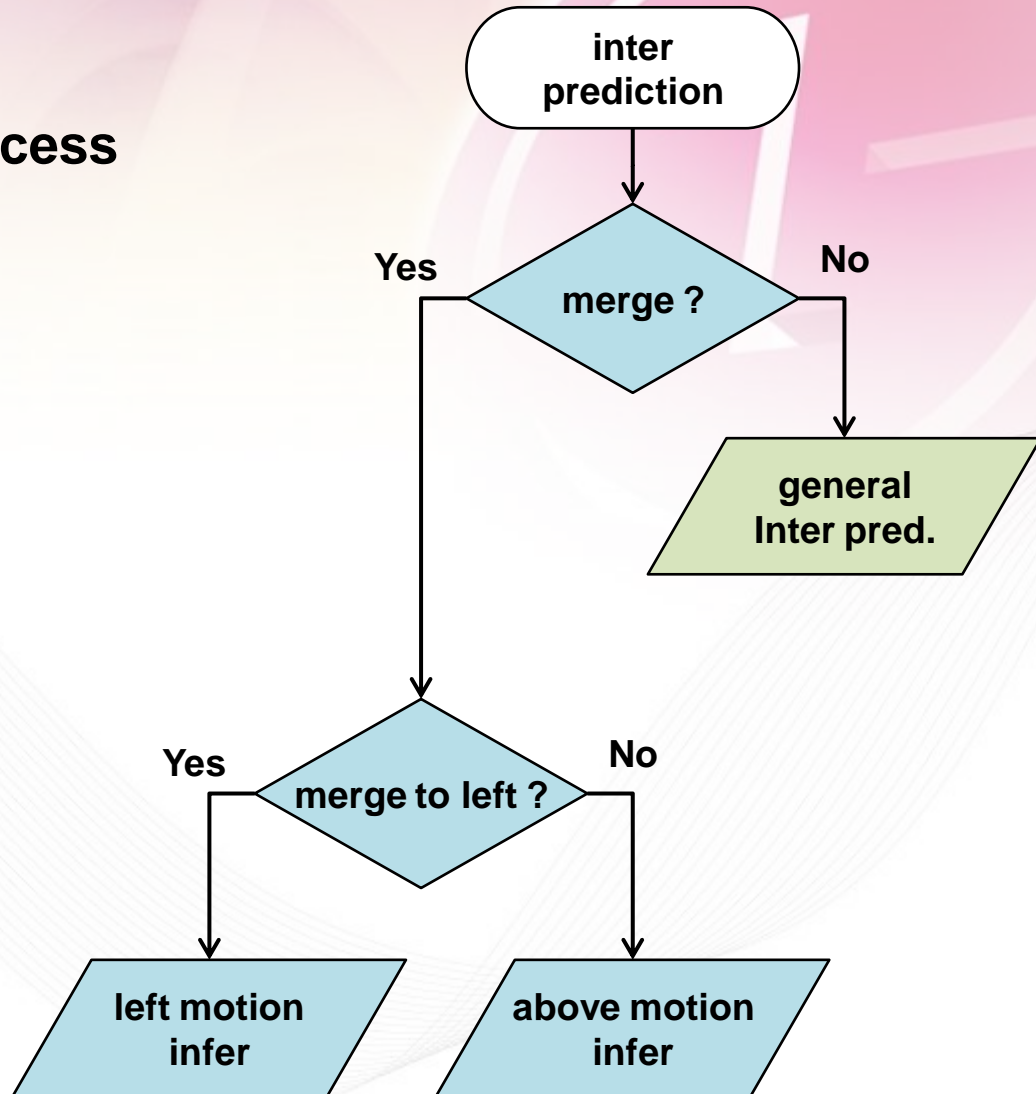 inter
prediction
cess
Yes
No
merge ?
general
Inter pred.
Yes
No
merge to left ?
left motion
infer
above motion
infer